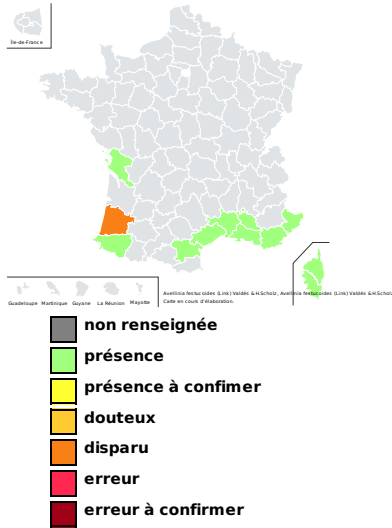 Île-de-France
Guadeloupe Martinique Guyane La Réunion Mayotte
Avellinia festucoides (Link) Valdés & H.Scholz, Avellinia festucoides (Link) Valdés & H.Scholz,
Carte en cours d'élaboration.
non renseignée
présence
présence à confimer
douteux
disparu
erreur
erreur à confirmer